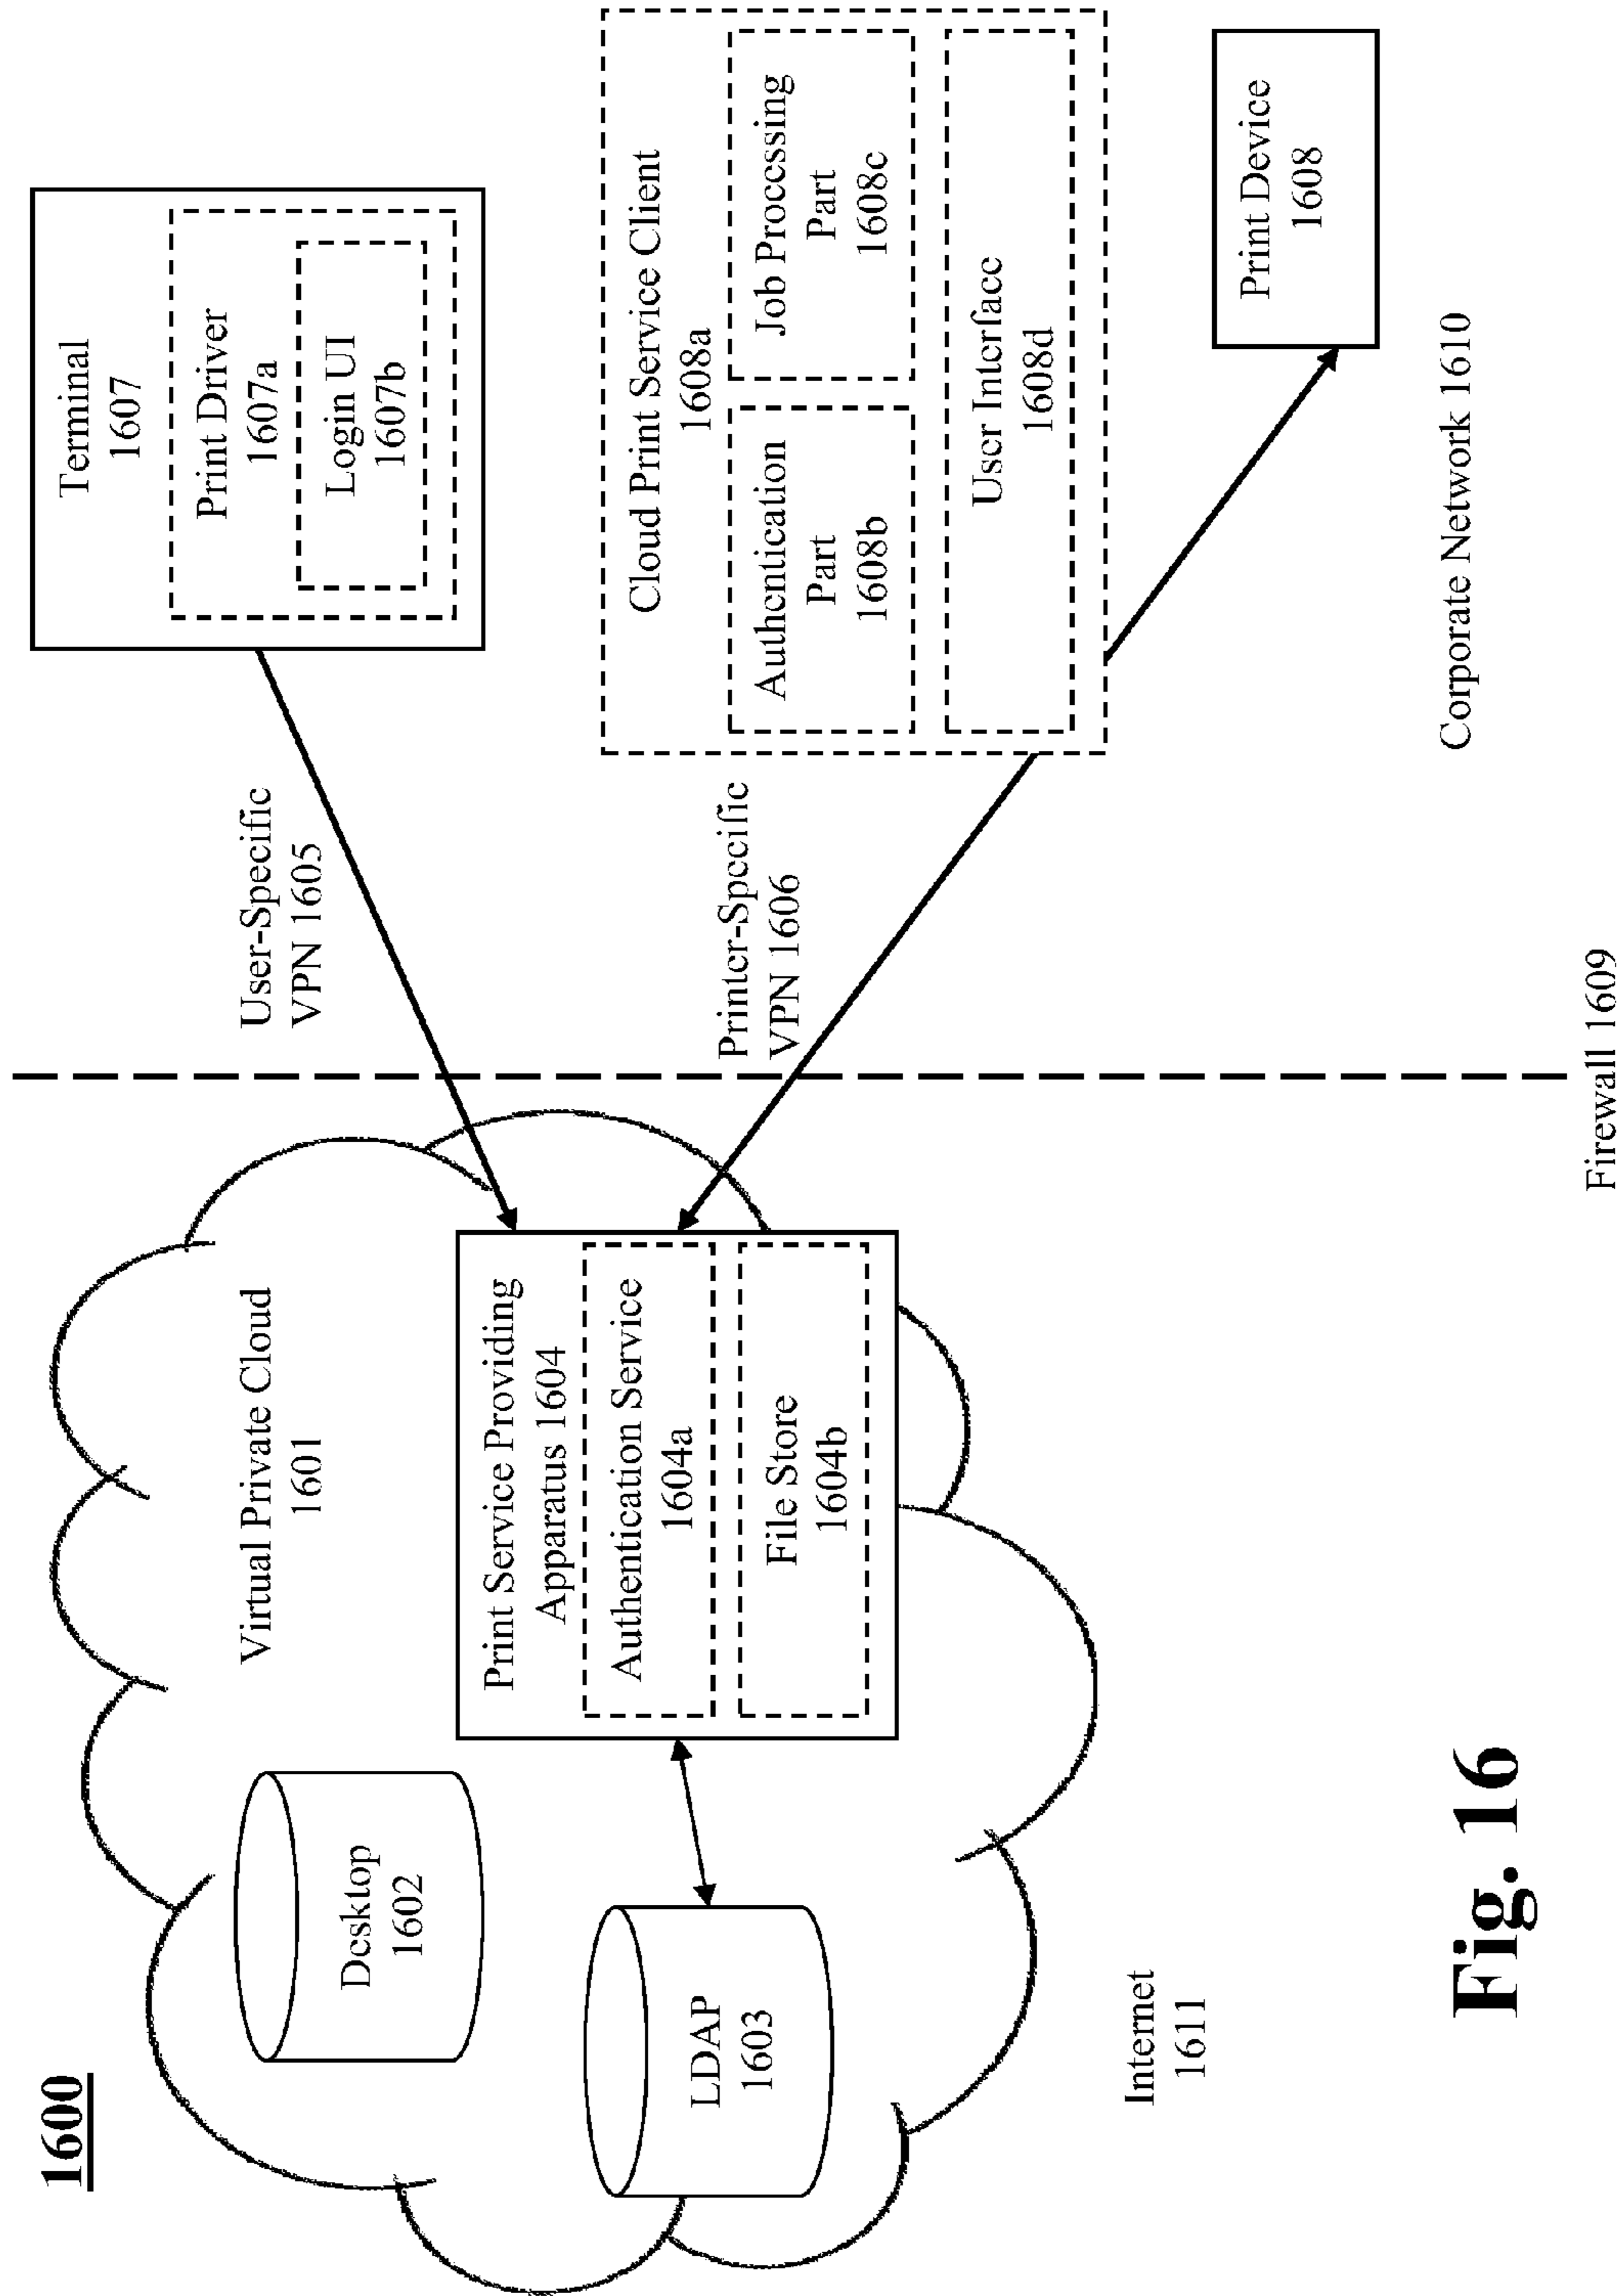 1600
Virtual Private Cloud
1601
Desktop
1602
LDAP
1603
Print Service Providing
Apparatus 1604
Authentication Service
1604a
File Store
1604b
Internet
1611
User-Specific
VPN 1605
Printer-Specific
VPN 1606
Firewall 1609
Terminal
1607
Print Driver
1607a
Login UI
1607b
Cloud Print Service Client
1608a
Authentication
Part
1608b
Job Processing
Part
1608c
User Interface
1608d
Print Device
1608
Corporate Network 1610
Fig. 16